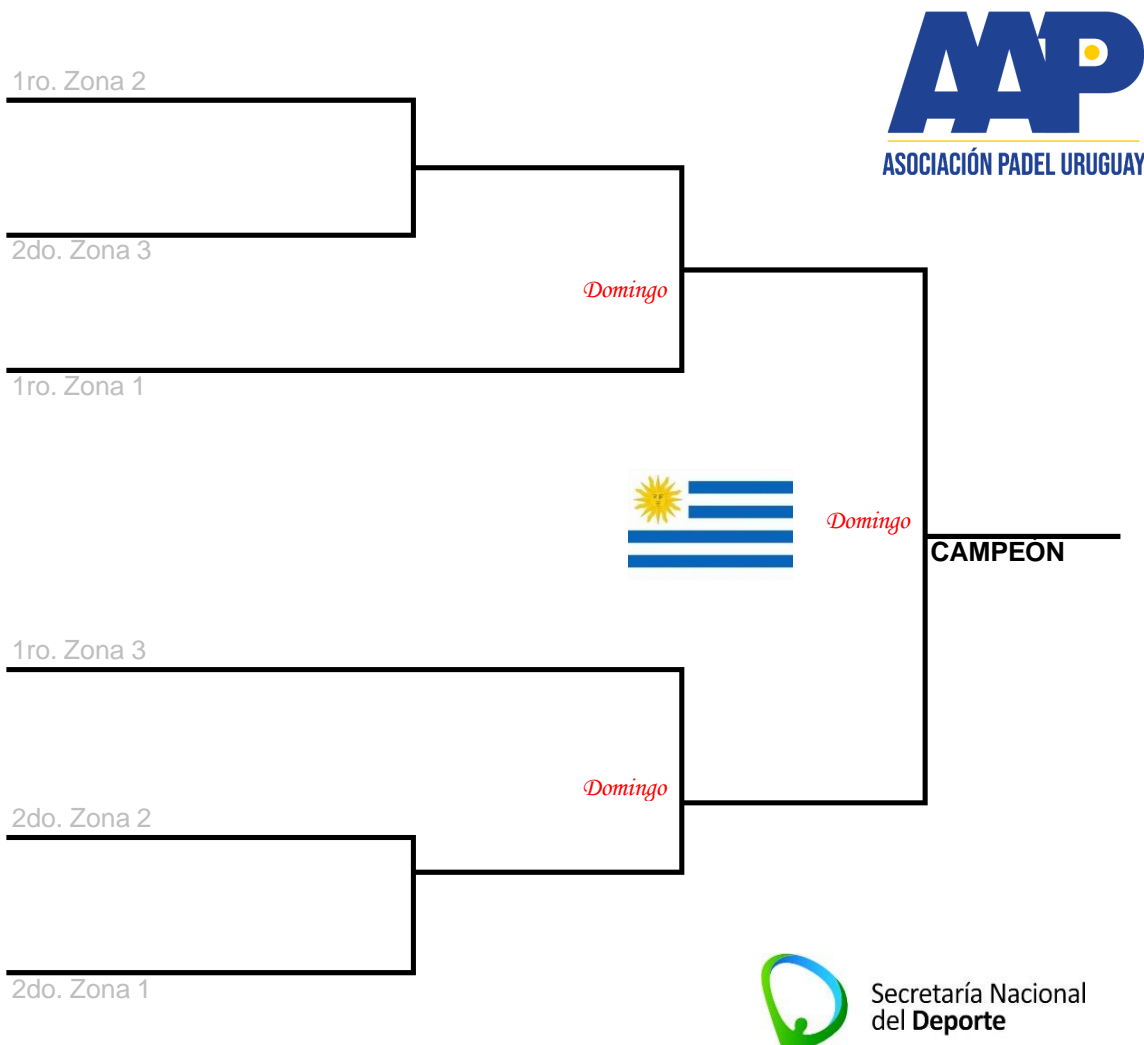 AAP
1ro. Zona 2
ASOCIACIÓN PADEL URUGUAY
2do. Zona 3
Domingo
1ro. Zona 1
Domingo
CAMPEÓN
1ro. Zona 3
Domingo
2do. Zona 2
2do. Zona 1
Secretaría Nacional
del Deporte